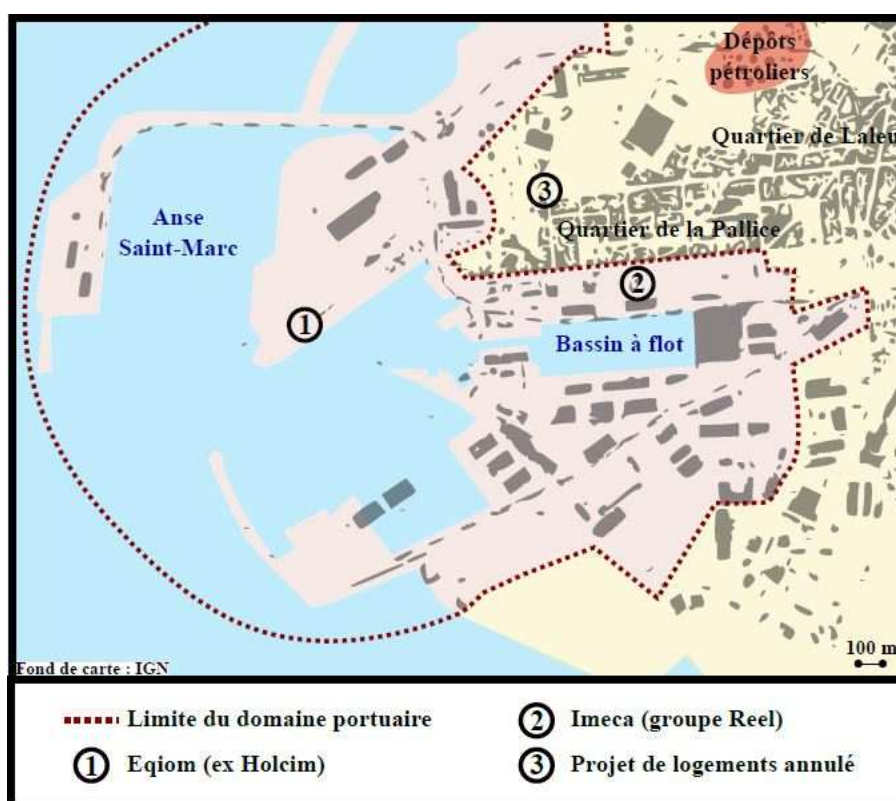 Dépôts
pétroliers
Quartier de Laleu
Anse
Saint-Marc
3
Quartier de la Pallice
2
1
Bassin à flot
100 m
Fond de carte : IGN
Limite du domaine portuaire
2 Imeca (groupe Reel)
1 Eqiom (ex Holcim)
3 Projet de logements annulé